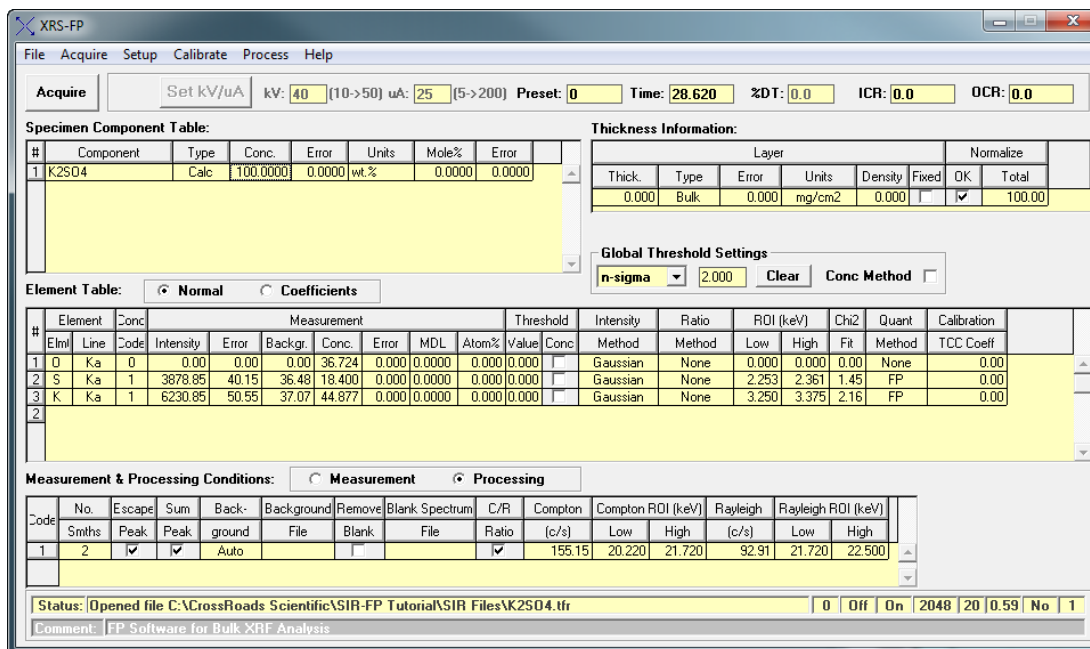 XRS-FP
File Acquire Setup Calibrate Process Help
Acquire Set kV/uA kV: 40 (10->50) uA: 25 (5->200) Preset: 0 Time: 28.620 %DT: 0.0 ICR: 0.0 OCR: 0.0
Specimen Component Table: Thickness Information:
# Component Type Conc. Error Units Mole% Error
1 K2SO4 Calc 100.0000 0.0000 wt.% 0.0000 0.0000
Layer Normalize
Thick. Type Error Units Density Fixed OK Total
0.000 Bulk 0.000 mg/cm2 0.000 100.00
Global Threshold Settings
n-sigma 2.000 Clear Conc Method
Element Table: Normal Coefficients
# Element Conc Measurement Threshold Intensity Ratio ROI (keV) Chi2 Quant Calibration
Elmt Line Code Intensity Error Backgr. Conc. Error MDL Atom% Value Conc Method Method Low High Fit Method TCC Coeff
1 O Ka 0 0.00 0.00 0.00 36.724 0.000 0.0000 0.000 0.000 Gaussian None 0.000 0.000 0.00 None 0.00
2 S Ka 1 3878.85 40.15 36.48 18.400 0.000 0.0000 0.000 0.000 Gaussian None 2.253 2.361 1.45 FP 0.00
3 K Ka 1 6230.85 50.55 37.07 44.877 0.000 0.0000 0.000 0.000 Gaussian None 3.250 3.375 2.16 FP 0.00
2
Measurement & Processing Conditions: Measurement Processing
Code No. Escape Sum Back- Background Remove Blank Spectrum C/R Compton Compton ROI (keV) Rayleigh Rayleigh ROI (keV)
Smths Peak Peak ground File Blank File Ratio (c/s) Low High (c/s) Low High
1 2 Auto 155.15 20.220 21.720 92.91 21.720 22.500
Status: Opened file C:\CrossRoads Scientific\SIR-FP Tutorial\SIR Files\K2SO4.tfr 0 Off On 2048 20 0.59 No 1
Comment: FP Software for Bulk XRF Analysis